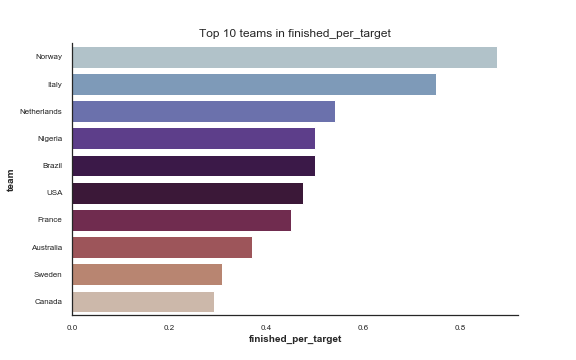 Top 10 teams in finished_per_target
Norway
Italy
Netherlands
Nigeria
Brazil
USA
France
Australia
Sweden
Canada
team
0.0 0.2 0.4 0.6 0.8
finished_per_target